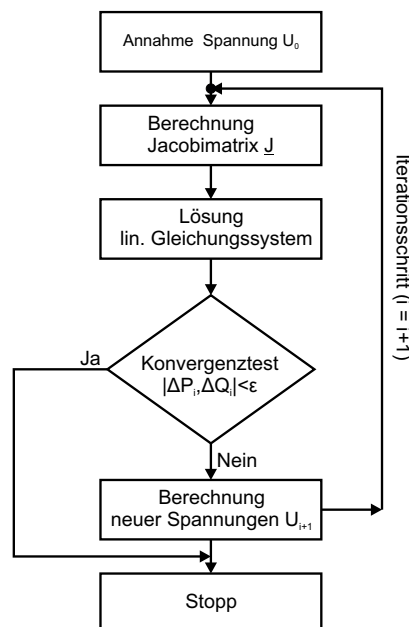 Annahme Spannung U₀
Berechnung
Jacobimatrix J
Lösung
lin. Gleichungssystem
Ja
Konvergenztest
|ΔPᵢ,ΔQᵢ|<ε
Nein
Berechnung
neuer Spannungen Uᵢ₊₁
Stopp
Iterationsschritt (i = i+1)